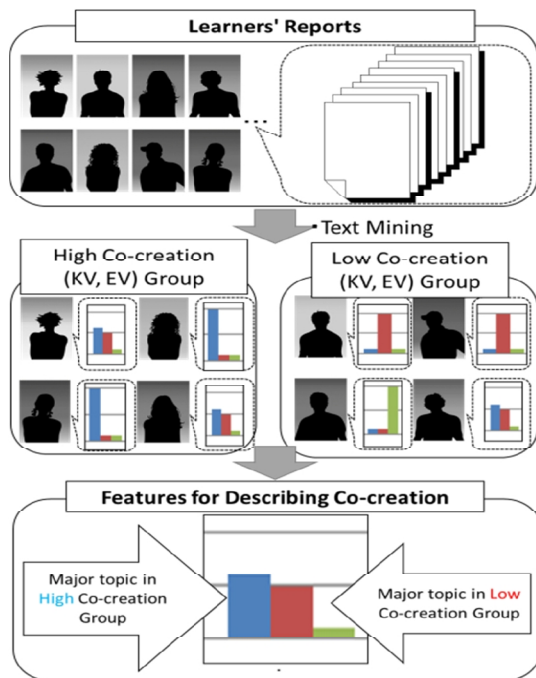 Learners' Reports
...
・Text Mining
High Co-creation
(KV, EV) Group
Low Co-creation
(KV, EV) Group
Features for Describing Co-creation
Major topic in
High Co-creation
Group
Major topic in Low
Co-creation Group